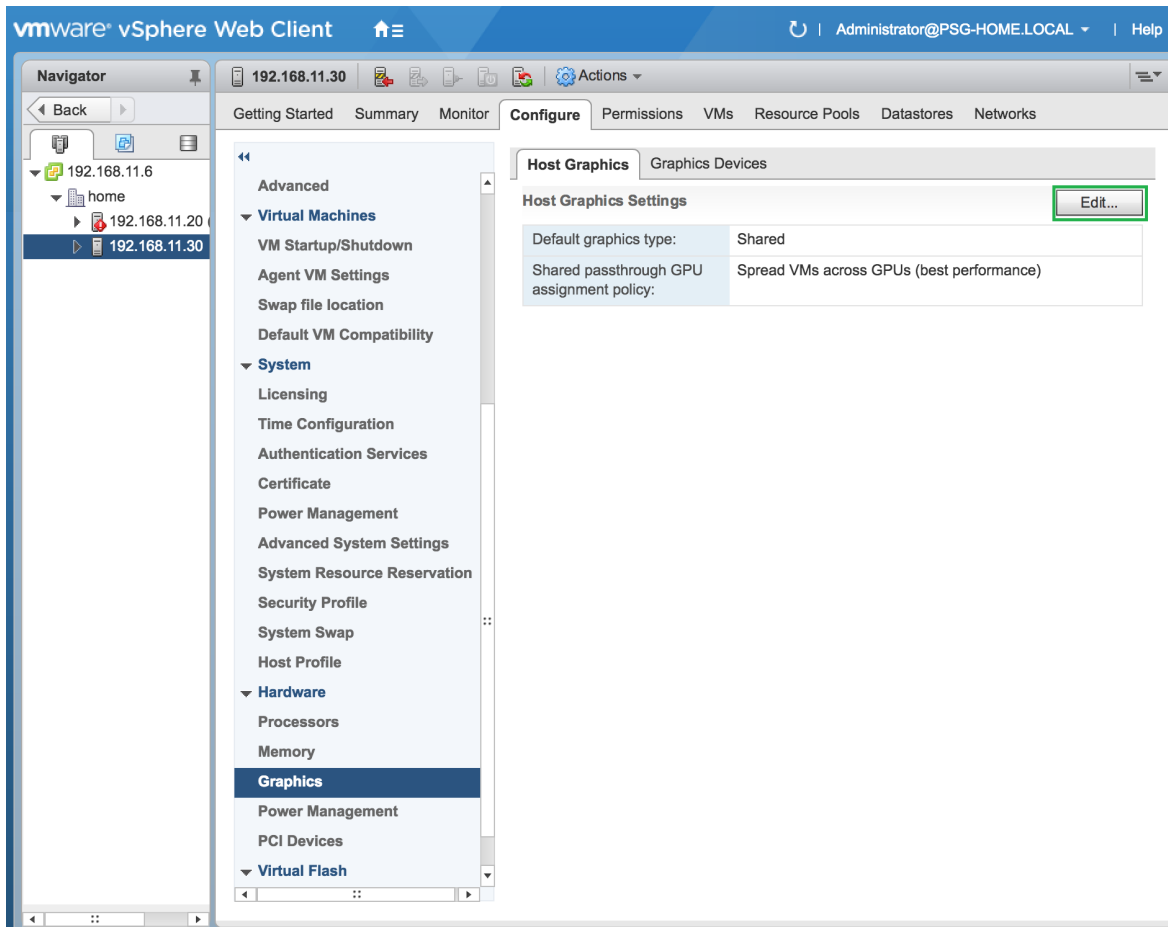 vmware® vSphere Web Client
Administrator@PSG-HOME.LOCAL | Help
Navigator
Back
192.168.11.6
home
192.168.11.20 (
192.168.11.30
192.168.11.30 Actions
Getting Started Summary Monitor Configure Permissions VMs Resource Pools Datastores Networks
Advanced
Virtual Machines
VM Startup/Shutdown
Agent VM Settings
Swap file location
Default VM Compatibility
System
Licensing
Time Configuration
Authentication Services
Certificate
Power Management
Advanced System Settings
System Resource Reservation
Security Profile
System Swap
Host Profile
Hardware
Processors
Memory
Graphics
Power Management
PCI Devices
Virtual Flash
Host Graphics Graphics Devices
Host Graphics Settings
Edit...
Default graphics type: Shared
Shared passthrough GPU Spread VMs across GPUs (best performance)
assignment policy: